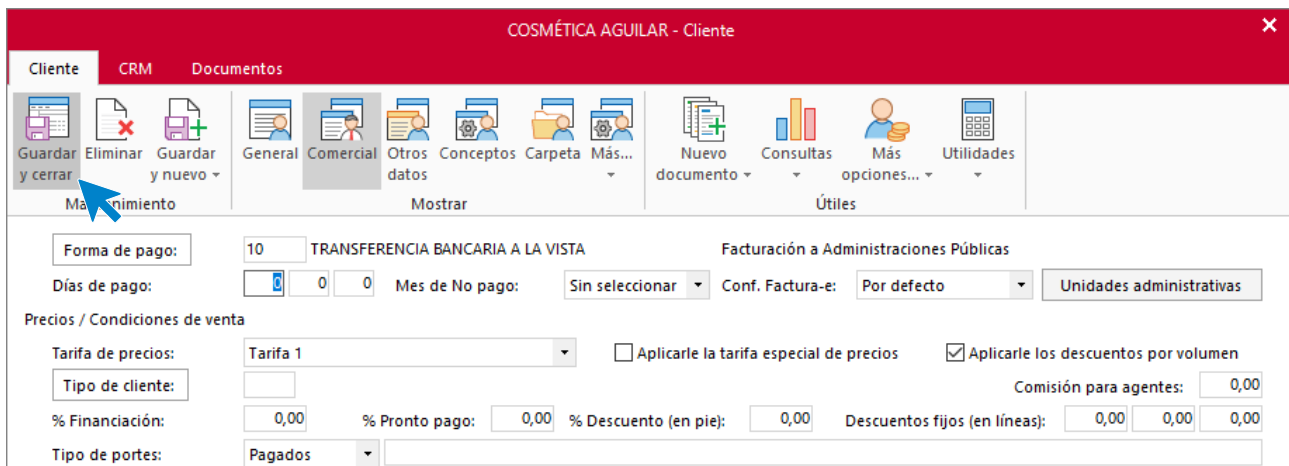 COSMÉTICA AGUILAR - Cliente
Cliente CRM Documentos
Guardar y cerrar
Eliminar
Guardar y nuevo
General
Comercial
Otros datos
Conceptos
Carpeta
Más...
Nuevo documento
Consultas
Más opciones...
Utilidades
Mostrar
Útiles
Forma de pago: 10 TRANSFERENCIA BANCARIA A LA VISTA Facturación a Administraciones Públicas
Días de pago: 0 0 0 Mes de No pago: Sin seleccionar Conf. Factura-e: Por defecto Unidades administrativas
Precios / Condiciones de venta
Tarifa de precios: Tarifa 1 Aplicarle la tarifa especial de precios Aplicarle los descuentos por volumen
Tipo de cliente: Comisión para agentes: 0,00
% Financiación: 0,00 % Pronto pago: 0,00 % Descuento (en pie): 0,00 Descuentos fijos (en líneas): 0,00 0,00 0,00
Tipo de portes: Pagados